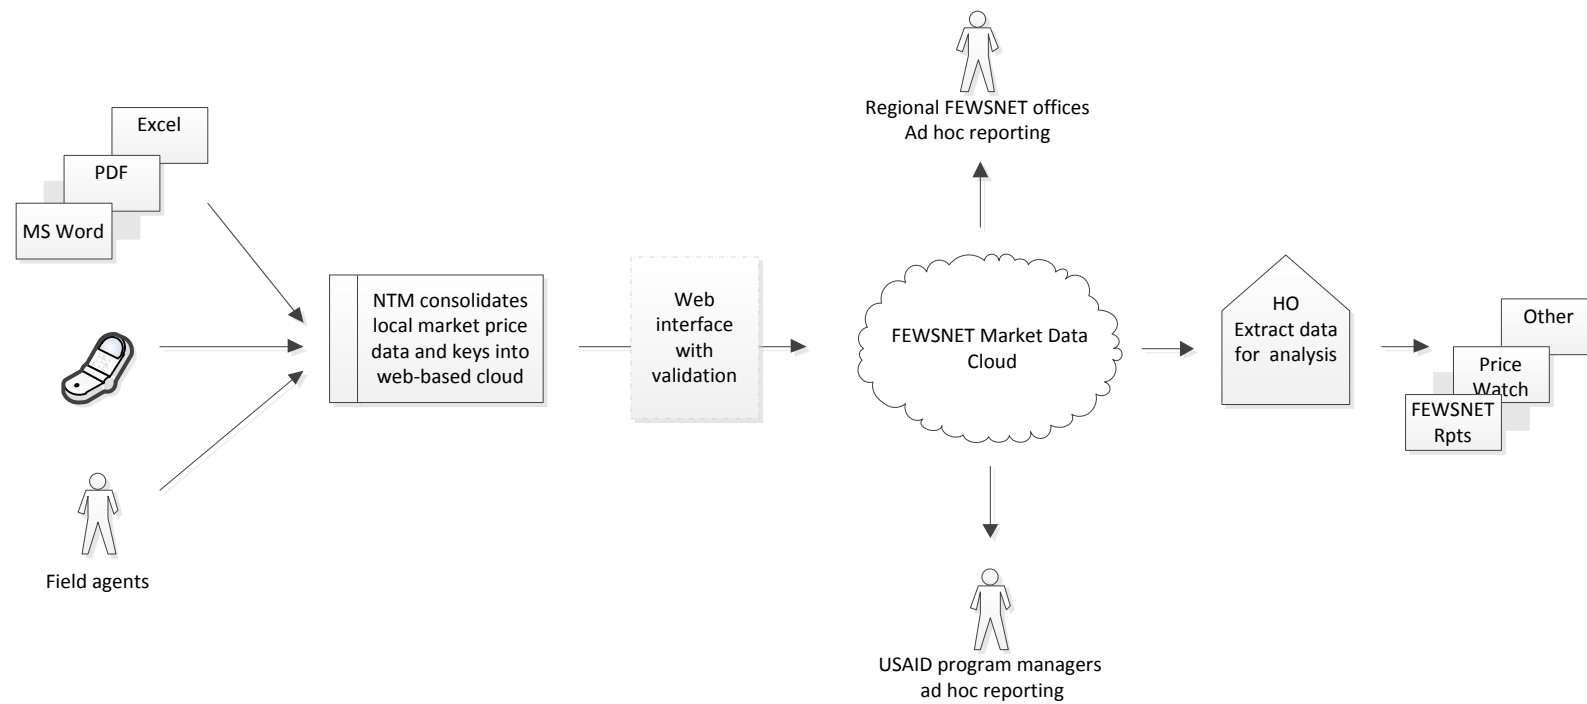 Excel
PDF
MS Word
Field agents
NTM consolidates
local market price
data and keys into
web-based cloud
Web
interface
with
validation
Regional FEWSNET offices
Ad hoc reporting
FEWSNET Market Data
Cloud
USAID program managers
ad hoc reporting
HO
Extract data
for analysis
Other
Price
Watch
FEWSNET
Rpts